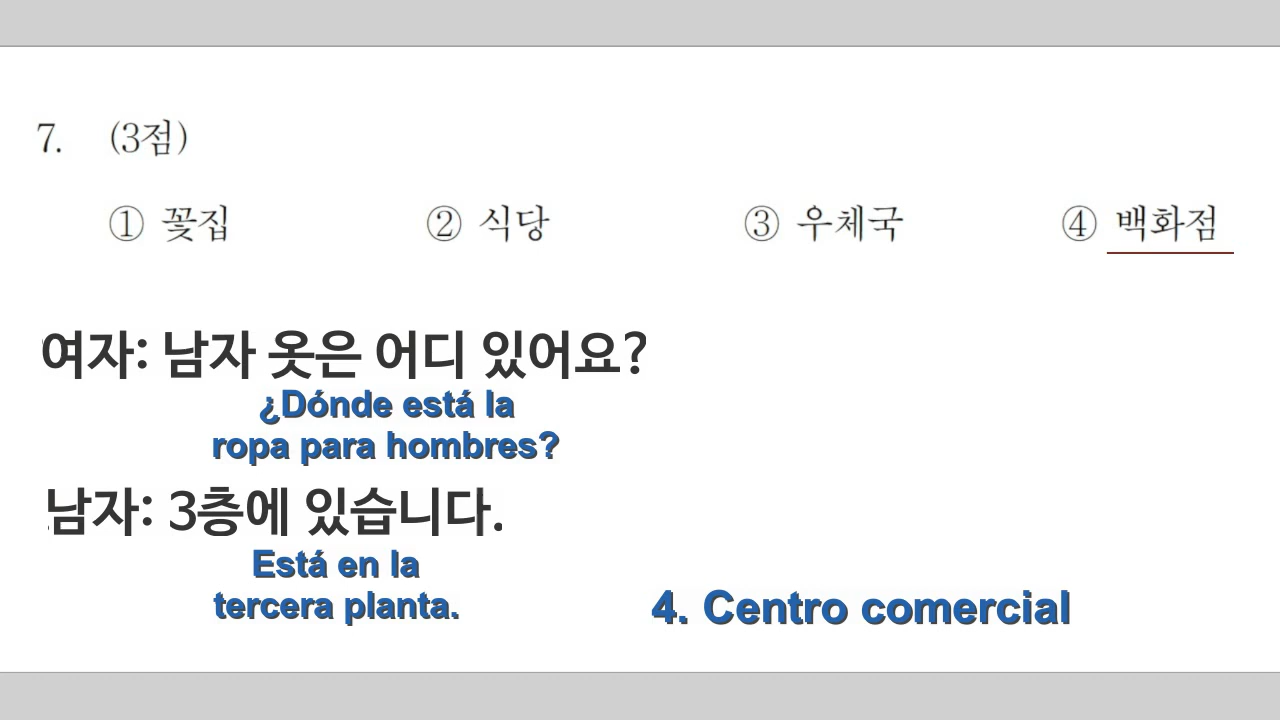 7. (3점)
① 꽃집 ② 식당 ③ 우체국 ④ 백화점
여자: 남자 옷은 어디 있어요?
¿Dónde está la
ropa para hombres?
남자: 3층에 있습니다.
Está en la
tercera planta.
4. Centro comercial